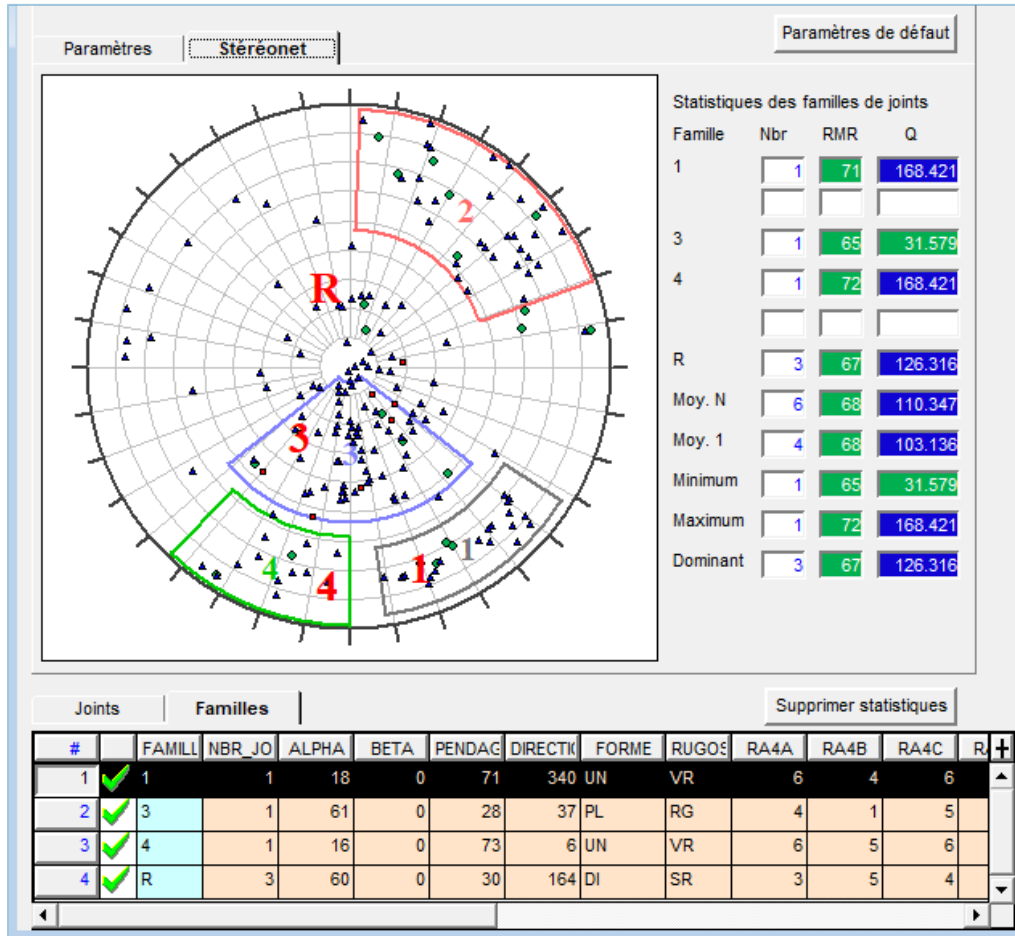 Paramètres de défaut
Paramètres Stéréonet
Statistiques des familles de joints
Famille Nbr RMR Q
1 1 71 168.421
3 1 65 31.579
4 1 72 168.421
R 3 67 126.316
Moy. N 6 68 110.347
Moy. 1 4 68 103.136
Minimum 1 65 31.579
Maximum 1 72 168.421
Dominant 3 67 126.316
2
R
3
3
1
1
4
4
Joints Familles Supprimer statistiques
# FAMILL NBR_JO ALPHA BETA PENDAG DIRECTI FORME RUGOS RA4A RA4B RA4C +
1 1 1 18 0 71 340 UN VR 6 4 6
2 3 1 61 0 28 37 PL RG 4 1 5
3 4 1 16 0 73 6 UN VR 6 5 6
4 R 3 60 0 30 164 DI SR 3 5 4